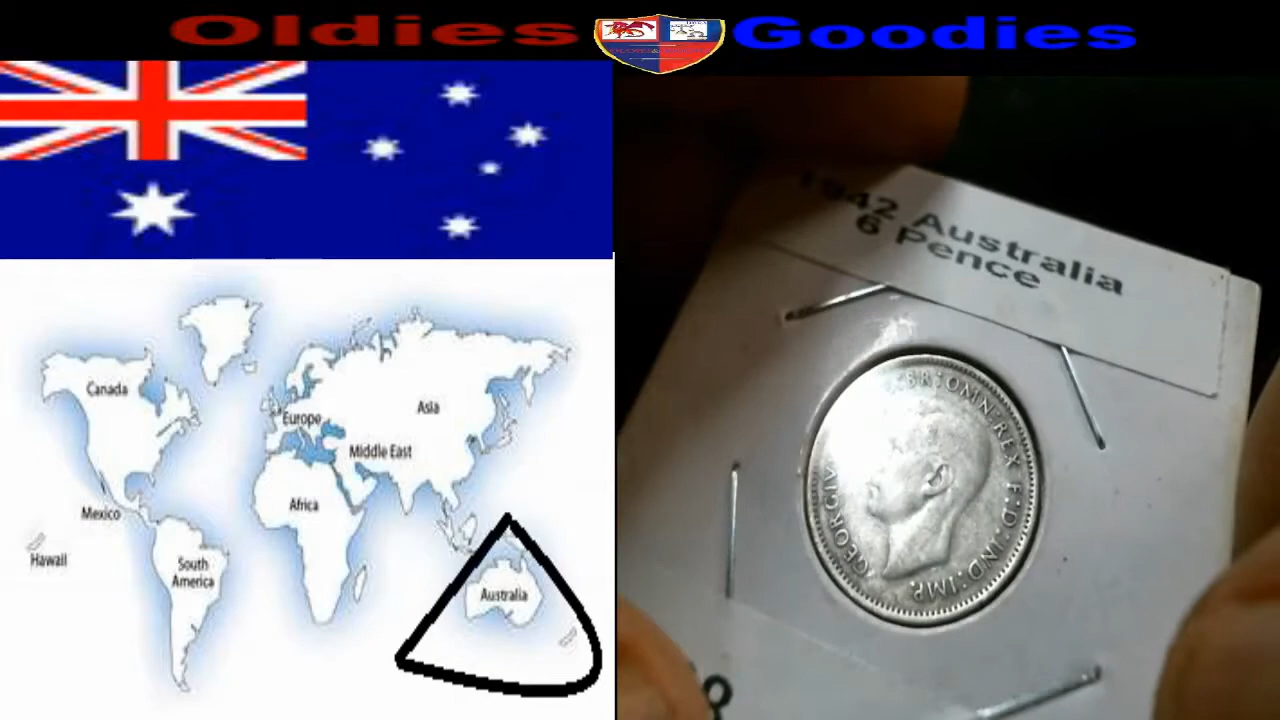 Oldies Goodies
Canada
Europe
Asia
Middle East
Africa
Mexico
Hawaii
South
America
Australia
1942 Australia
6 Pence
GEORGIVS BR:OMN:REX F:D:IND:IMP.